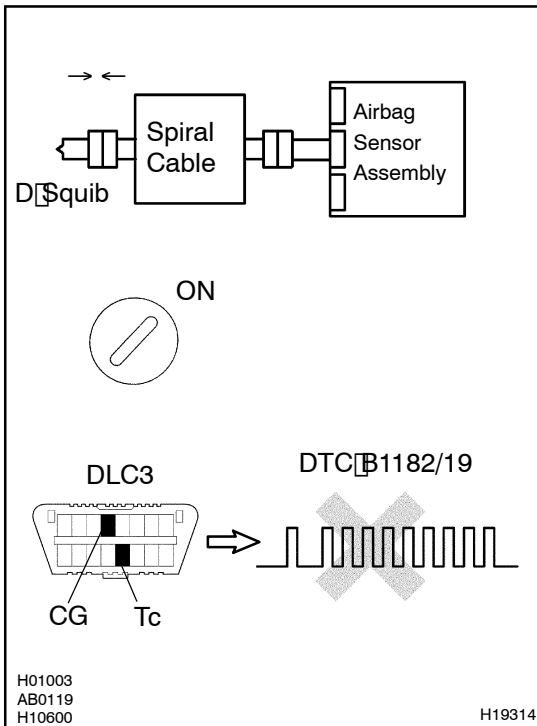 Spiral
Cable
Airbag
Sensor
Assembly
D▯Squib
ON
DLC3
DTC▯B1182/19
CG
Tc
H01003
AB0119
H10600
H19314